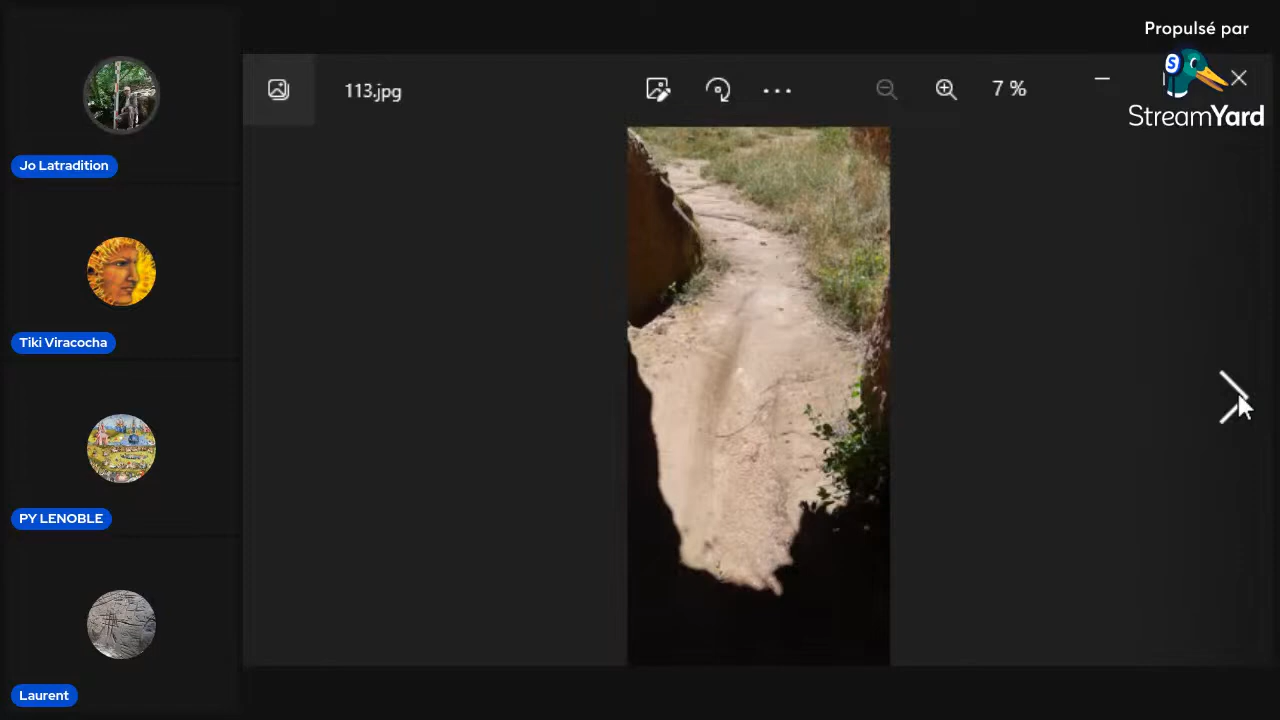 Propulsé par
StreamYard
113.jpg
7 %
Jo Latradition
Tiki Viracocha
PY LENOBLE
Laurent